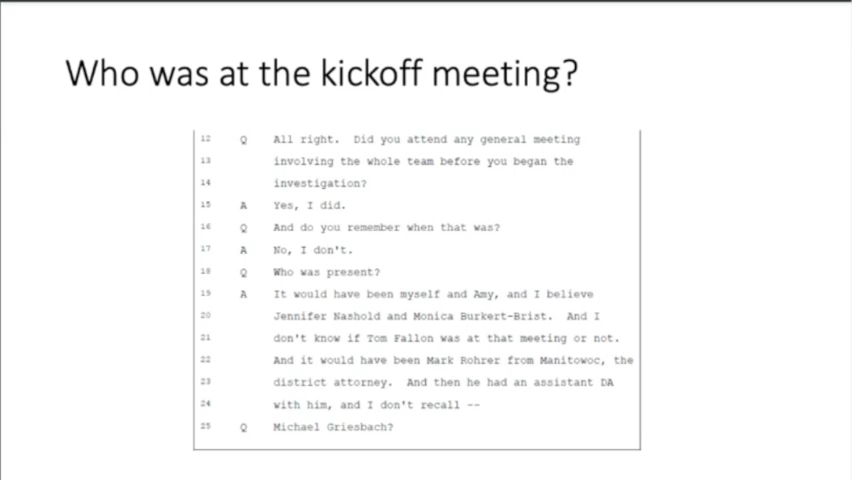 Who was at the kickoff meeting?
12 Q All right. Did you attend any general meeting
13 involving the whole team before you began the
14 investigation?
15 A Yes, I did.
16 Q And do you remember when that was?
17 A No, I don't.
18 Q Who was present?
19 A It would have been myself and Amy, and I believe
20 Jennifer Nashold and Monica Burkert-Brist. And I
21 don't know if Tom Fallon was at that meeting or not.
22 And it would have been Mark Rohrer from Manitowoc, the
23 district attorney. And then he had an assistant DA
24 with him, and I don't recall --
25 Q Michael Griesbach?